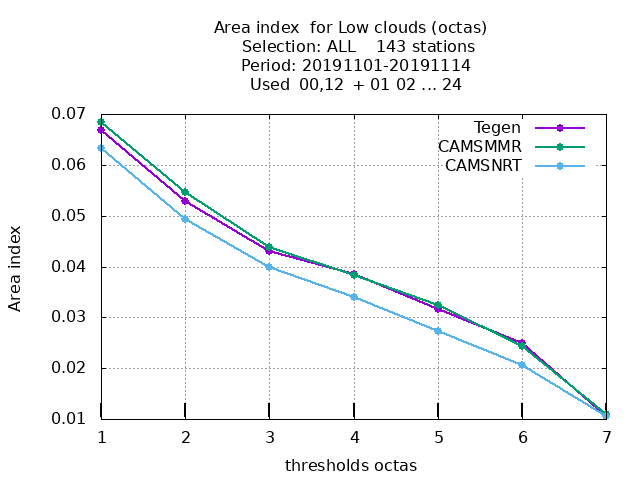 Area index  for Low clouds (octas)
Selection: ALL    143 stations
Period: 20191101-20191114
Used  00,12  + 01 02 ... 24
Tegen
CAMSMMR
CAMSNRT
0.07
0.06
0.05
0.04
0.03
0.02
0.01
Area index
1 2 3 4 5 6 7
thresholds octas